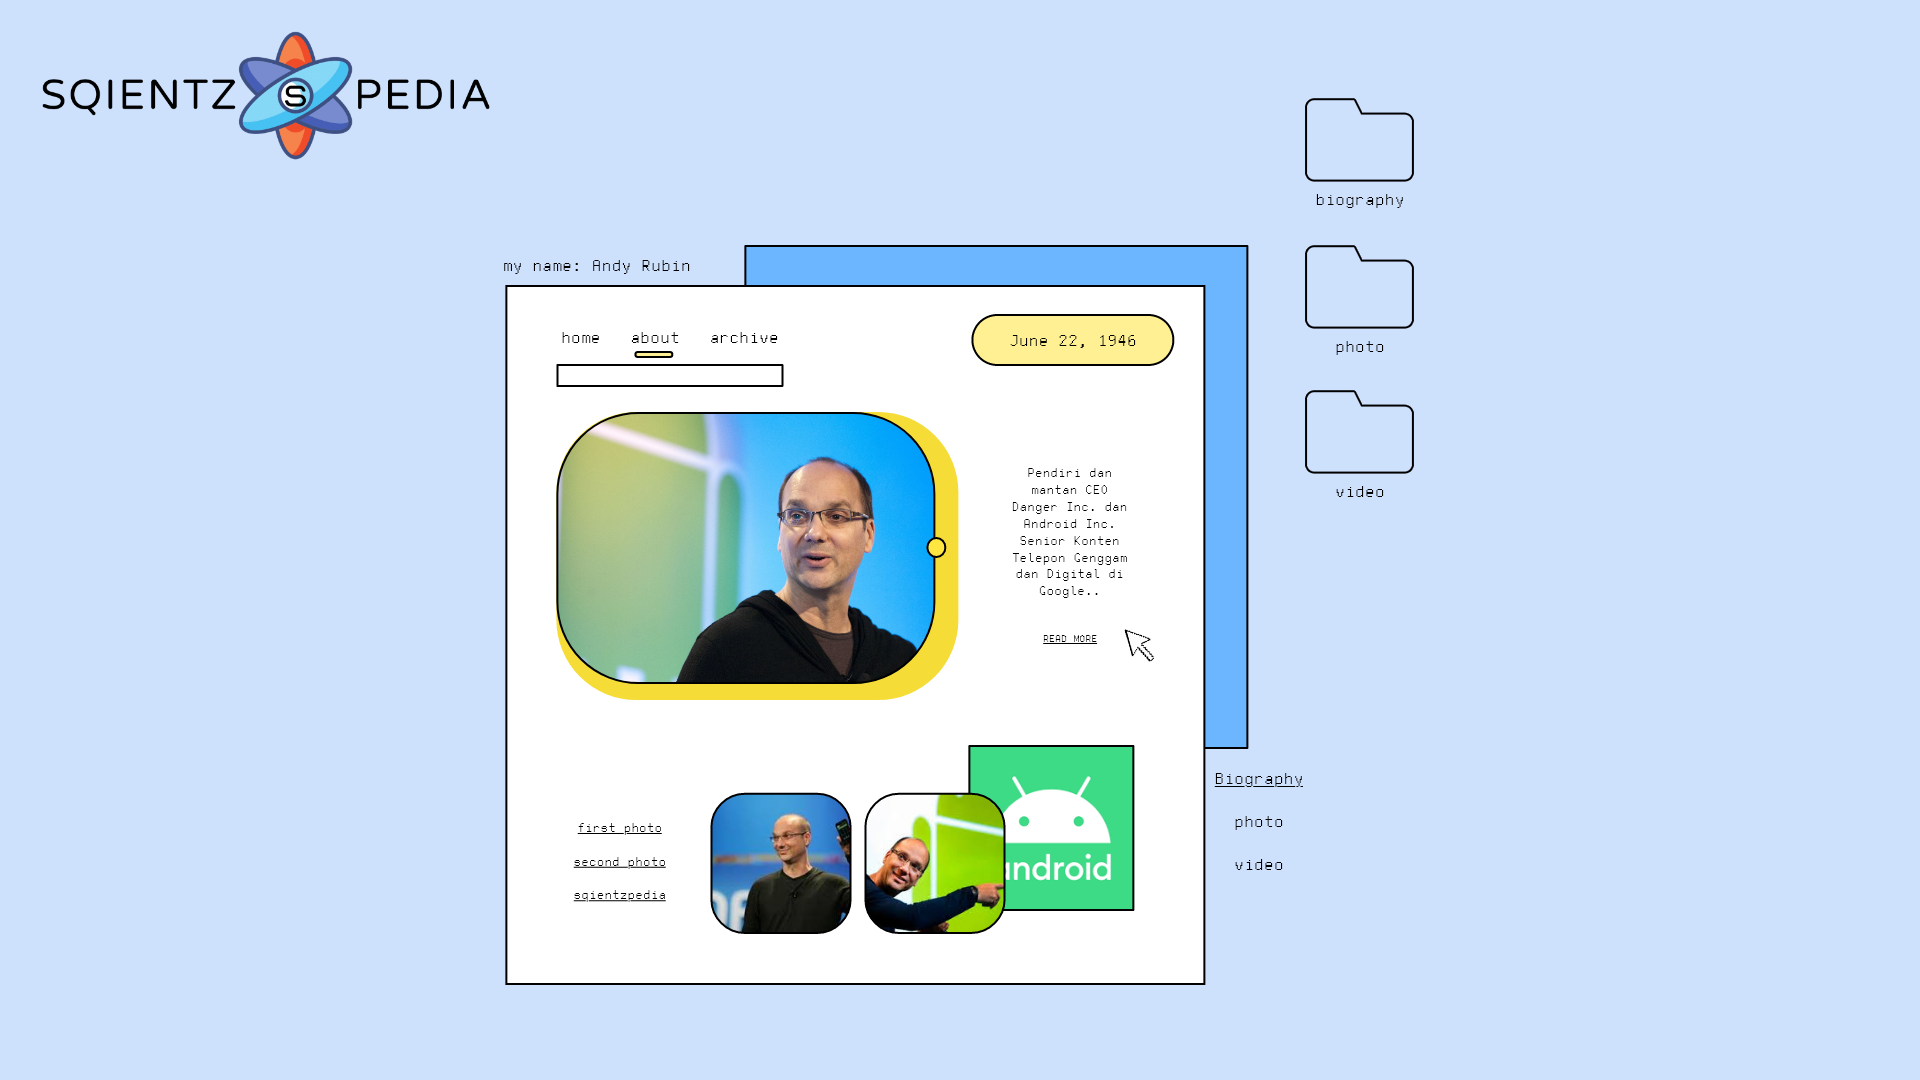 SQIENTZ S PEDIA
biography
photo
video
my name: Andy Rubin
home about archive
June 22, 1946
Pendiri dan
mantan CEO
Danger Inc. dan
Android Inc.
Senior Konten
Telepon Genggam
dan Digital di
Google..
READ MORE
first photo
second photo
sqientzpedia
android
Biography
photo
video